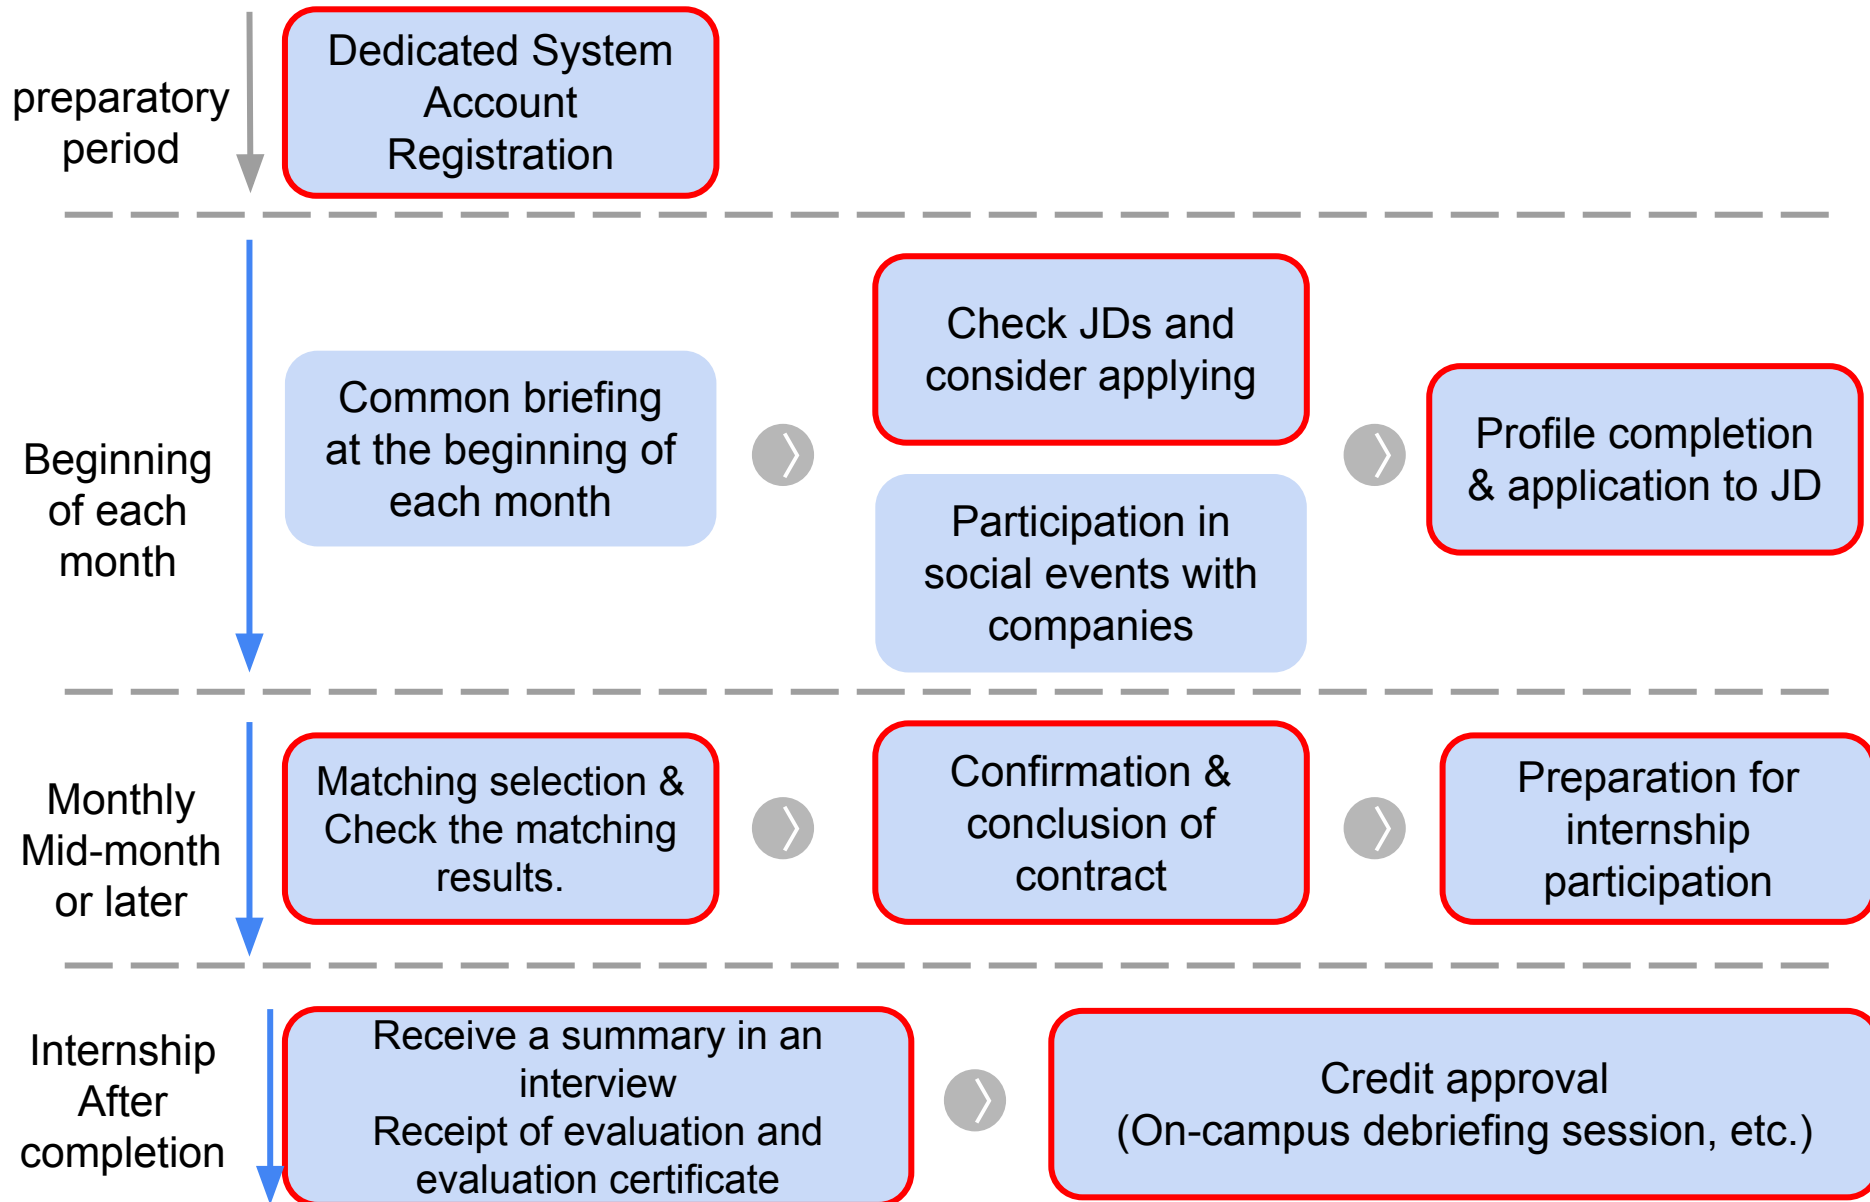 preparatory
period
Dedicated System
Account
Registration
Beginning
of each
month
Common briefing
at the beginning of
each month
Check JDs and
consider applying
Participation in
social events with
companies
Profile completion
& application to JD
Monthly
Mid-month
or later
Matching selection &
Check the matching
results.
Confirmation &
conclusion of
contract
Preparation for
internship
participation
Internship
After
completion
Receive a summary in an
interview
Receipt of evaluation and
evaluation certificate
Credit approval
(On-campus debriefing session, etc.)